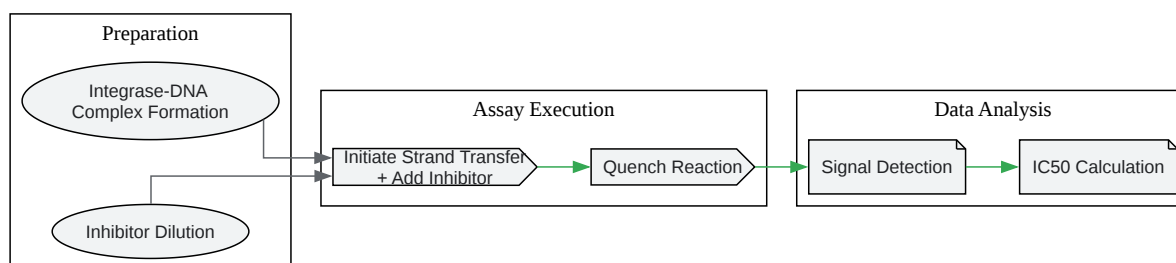 Preparation
Integrase-DNA
Complex Formation
Inhibitor Dilution
Assay Execution
Initiate Strand Transfer
+ Add Inhibitor
Quench Reaction
Data Analysis
Signal Detection
IC50 Calculation